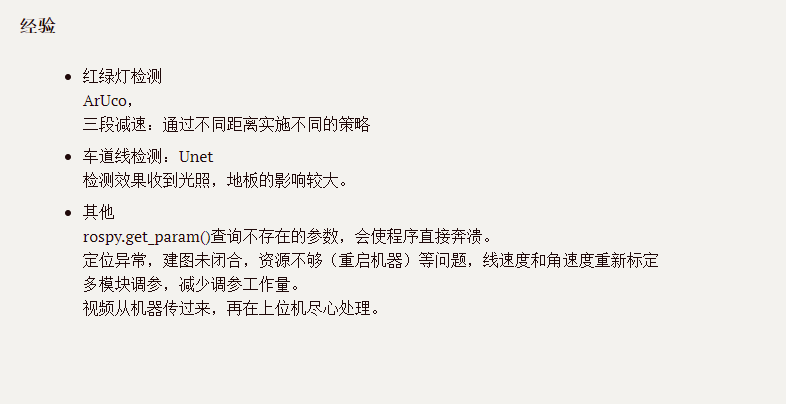 经验
红绿灯检测
ArUco，
三段减速：通过不同距离实施不同的策略
车道线检测：Unet
检测效果收到光照，地板的影响较大。
其他
rospy.get_param()查询不存在的参数，会使程序直接奔溃。
定位异常，建图未闭合，资源不够（重启机器）等问题，线速度和角速度重新标定
多模块调参，减少调参工作量。
视频从机器传过来，再在上位机尽心处理。